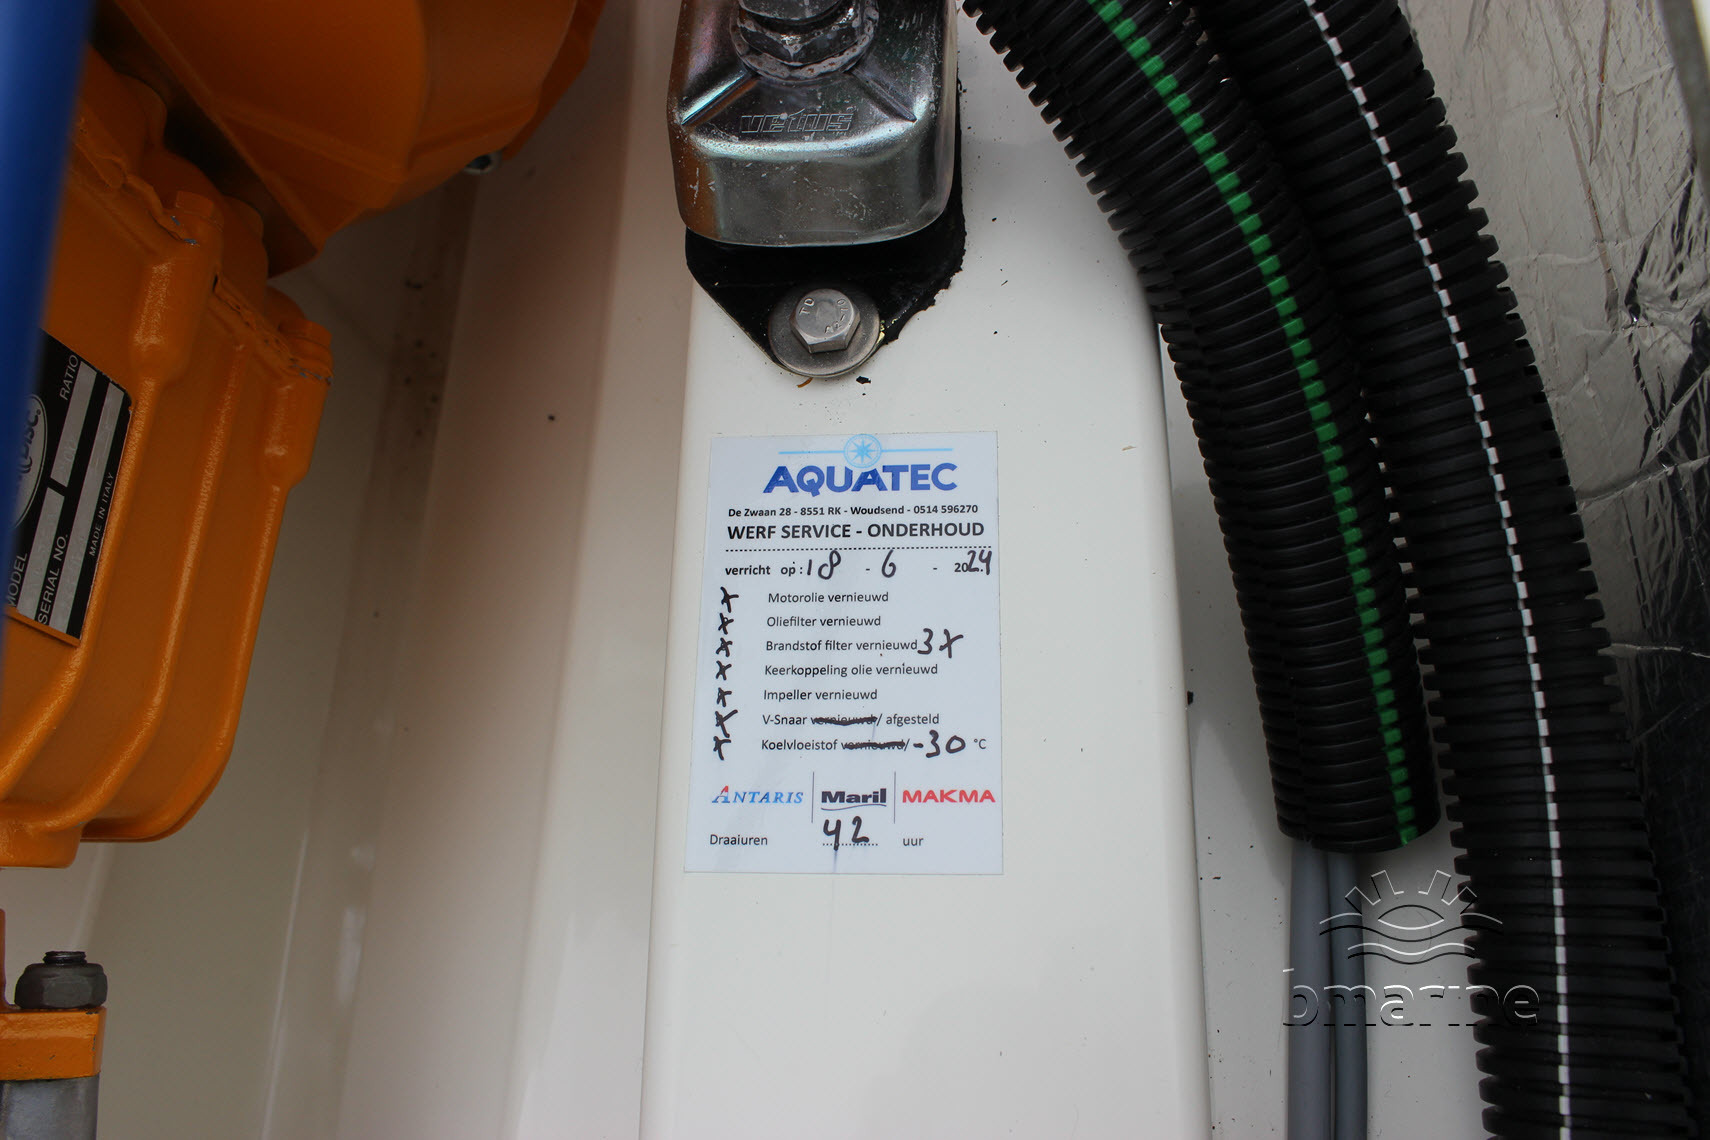 vetus
TD
RATIO
MODEL
SERIAL NO.
MADE IN ITALY
AQUATEC
De Zwaan 28 - 8551 RK - Woudsend - 0514 596270
WERF SERVICE - ONDERHOUD
verricht op : 18 - 6 - 2024
x Motorolie vernieuwd
x Oliefilter vernieuwd
x Brandstof filter vernieuwd 3x
x Keerkoppeling olie vernieuwd
x Impeller vernieuwd
x V-Snaar vernieuwd / afgesteld
x Koelvloeistof vernieuwd / -30 °C
ANTARIS Maril MAKMA
Draaiuren 42 uur
bmarine